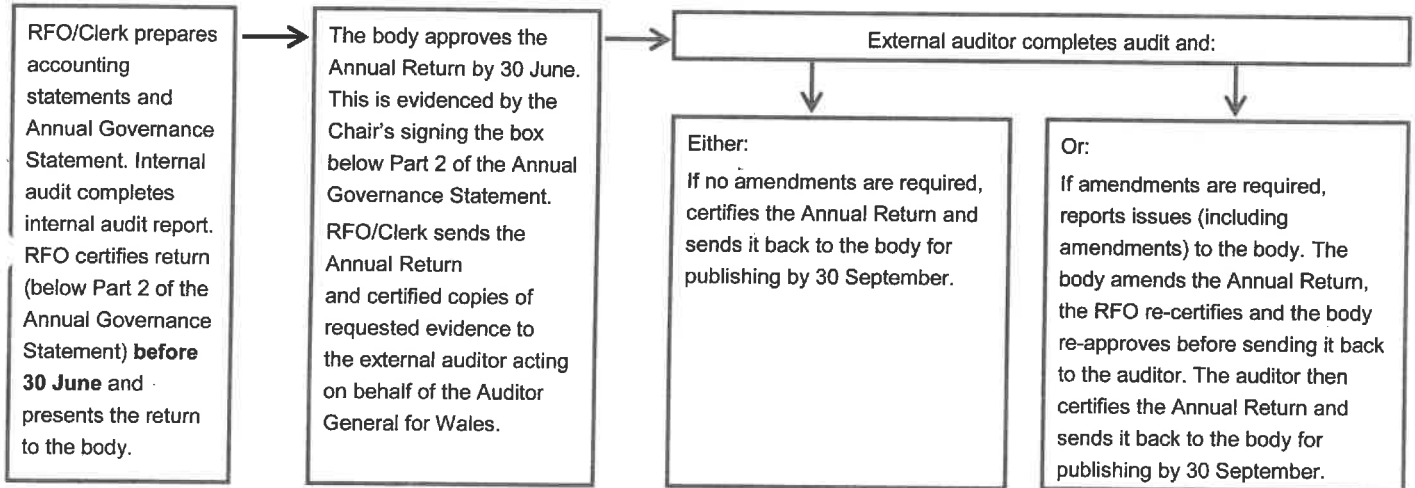 RFO/Clerk prepares
accounting
statements and
Annual Governance
Statement. Internal
audit completes
internal audit report.
RFO certifies return
(below Part 2 of the
Annual Governance
Statement) before
30 June and
presents the return
to the body.
The body approves the
Annual Return by 30 June.
This is evidenced by the
Chair's signing the box
below Part 2 of the Annual
Governance Statement.
RFO/Clerk sends the
Annual Return
and certified copies of
requested evidence to
the external auditor acting
on behalf of the Auditor
General for Wales.
External auditor completes audit and:
Either:
If no amendments are required,
certifies the Annual Return and
sends it back to the body for
publishing by 30 September.
Or:
If amendments are required,
reports issues (including
amendments) to the body. The
body amends the Annual Return,
the RFO re-certifies and the body
re-approves before sending it back
to the auditor. The auditor then
certifies the Annual Return and
sends it back to the body for
publishing by 30 September.